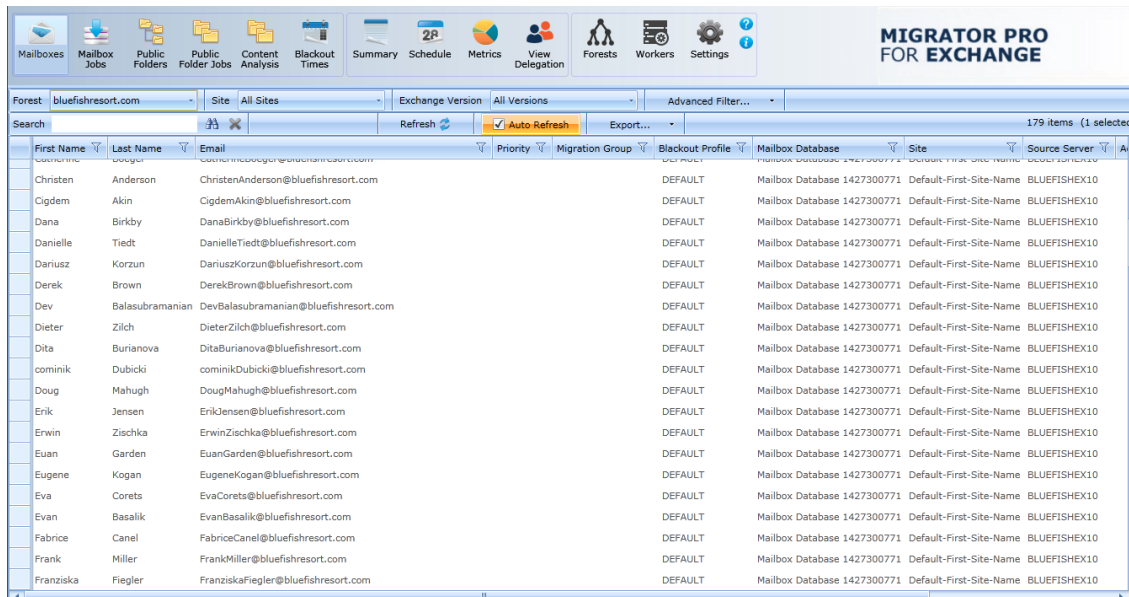 MIGRATOR PRO
FOR EXCHANGE
Mailboxes Mailbox Jobs Public Folders Public Folder Jobs Content Analysis Blackout Times Summary 28 Schedule Metrics View Delegation Forests Workers Settings
Forest bluefishresort.com Site All Sites Exchange Version All Versions Advanced Filter...
Search Refresh Auto Refresh Export... 179 items (1 selected
First Name Last Name Email Priority Migration Group Blackout Profile Mailbox Database Site Source Server
Christen Anderson ChristenAnderson@bluefishresort.com DEFAULT Mailbox Database 1427300771 Default-First-Site-Name BLUEFISHEX10
Cigdem Akin CigdemAkin@bluefishresort.com DEFAULT Mailbox Database 1427300771 Default-First-Site-Name BLUEFISHEX10
Dana Birkby DanaBirkby@bluefishresort.com DEFAULT Mailbox Database 1427300771 Default-First-Site-Name BLUEFISHEX10
Danielle Tiedt DanielleTiedt@bluefishresort.com DEFAULT Mailbox Database 1427300771 Default-First-Site-Name BLUEFISHEX10
Dariusz Korzun DariuszKorzun@bluefishresort.com DEFAULT Mailbox Database 1427300771 Default-First-Site-Name BLUEFISHEX10
Derek Brown DerekBrown@bluefishresort.com DEFAULT Mailbox Database 1427300771 Default-First-Site-Name BLUEFISHEX10
Dev Balasubramanian DevBalasubramanian@bluefishresort.com DEFAULT Mailbox Database 1427300771 Default-First-Site-Name BLUEFISHEX10
Dieter Zilch DieterZilch@bluefishresort.com DEFAULT Mailbox Database 1427300771 Default-First-Site-Name BLUEFISHEX10
Dita Burianova DitaBurianova@bluefishresort.com DEFAULT Mailbox Database 1427300771 Default-First-Site-Name BLUEFISHEX10
cominik Dubicki cominikDubicki@bluefishresort.com DEFAULT Mailbox Database 1427300771 Default-First-Site-Name BLUEFISHEX10
Doug Mahugh DougMahugh@bluefishresort.com DEFAULT Mailbox Database 1427300771 Default-First-Site-Name BLUEFISHEX10
Erik Jensen ErikJensen@bluefishresort.com DEFAULT Mailbox Database 1427300771 Default-First-Site-Name BLUEFISHEX10
Erwin Zischka ErwinZischka@bluefishresort.com DEFAULT Mailbox Database 1427300771 Default-First-Site-Name BLUEFISHEX10
Euan Garden EuanGarden@bluefishresort.com DEFAULT Mailbox Database 1427300771 Default-First-Site-Name BLUEFISHEX10
Eugene Kogan EugeneKogan@bluefishresort.com DEFAULT Mailbox Database 1427300771 Default-First-Site-Name BLUEFISHEX10
Eva Corets EvaCorets@bluefishresort.com DEFAULT Mailbox Database 1427300771 Default-First-Site-Name BLUEFISHEX10
Evan Basalik EvanBasalik@bluefishresort.com DEFAULT Mailbox Database 1427300771 Default-First-Site-Name BLUEFISHEX10
Fabrice Canel FabriceCanel@bluefishresort.com DEFAULT Mailbox Database 1427300771 Default-First-Site-Name BLUEFISHEX10
Frank Miller FrankMiller@bluefishresort.com DEFAULT Mailbox Database 1427300771 Default-First-Site-Name BLUEFISHEX10
Franziska Fiegler FranziskaFiegler@bluefishresort.com DEFAULT Mailbox Database 1427300771 Default-First-Site-Name BLUEFISHEX10